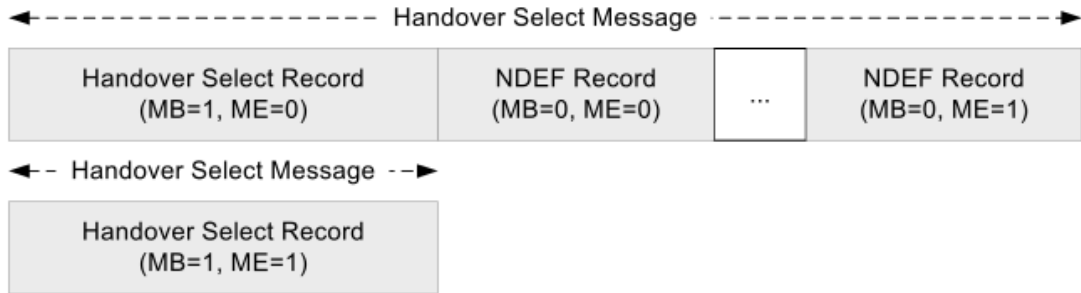 Handover Select Message
Handover Select Record
(MB=1, ME=0)
NDEF Record
(MB=0, ME=0)
...
NDEF Record
(MB=0, ME=1)
Handover Select Message
Handover Select Record
(MB=1, ME=1)